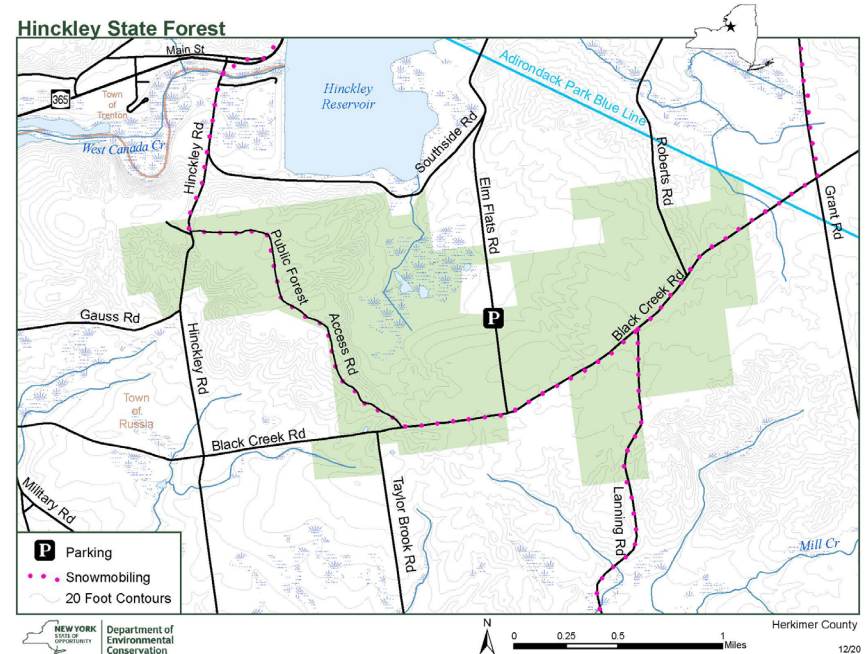 Hinckley State Forest
Main St
365
Town
of
Trenton
West Canada Cr
Hinckley Rd
Hinckley
Reservoir
Southside Rd
Adirondack Park Blue Line
Elm Flats Rd
Roberts Rd
Grant Rd
Public Forest
Access Rd
Gauss Rd
Hinckley Rd
P
Black Creek Rd
Town
of
Russia
Black Creek Rd
Military Rd
Taylor Brook Rd
Lanning Rd
Mill Cr
P Parking
Snowmobiling
20 Foot Contours
NEW YORK
STATE OF
OPPORTUNITY
Department of
Environmental
Conservation
N
0 0.25 0.5 1
Miles
Herkimer County
12/20